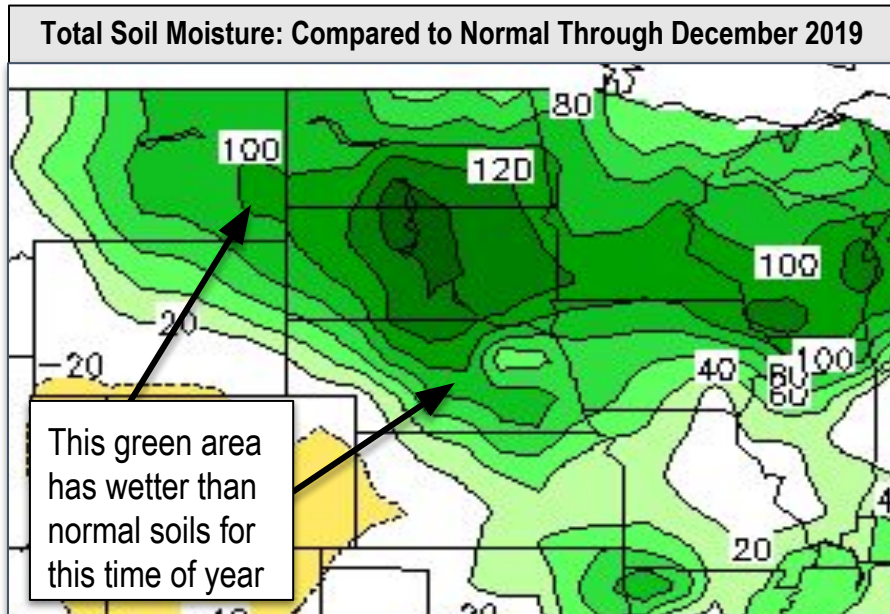 Total Soil Moisture: Compared to Normal Through December 2019
80
100
120
100
20
-20
40
100
80
60
This green area
has wetter than
normal soils for
this time of year
20